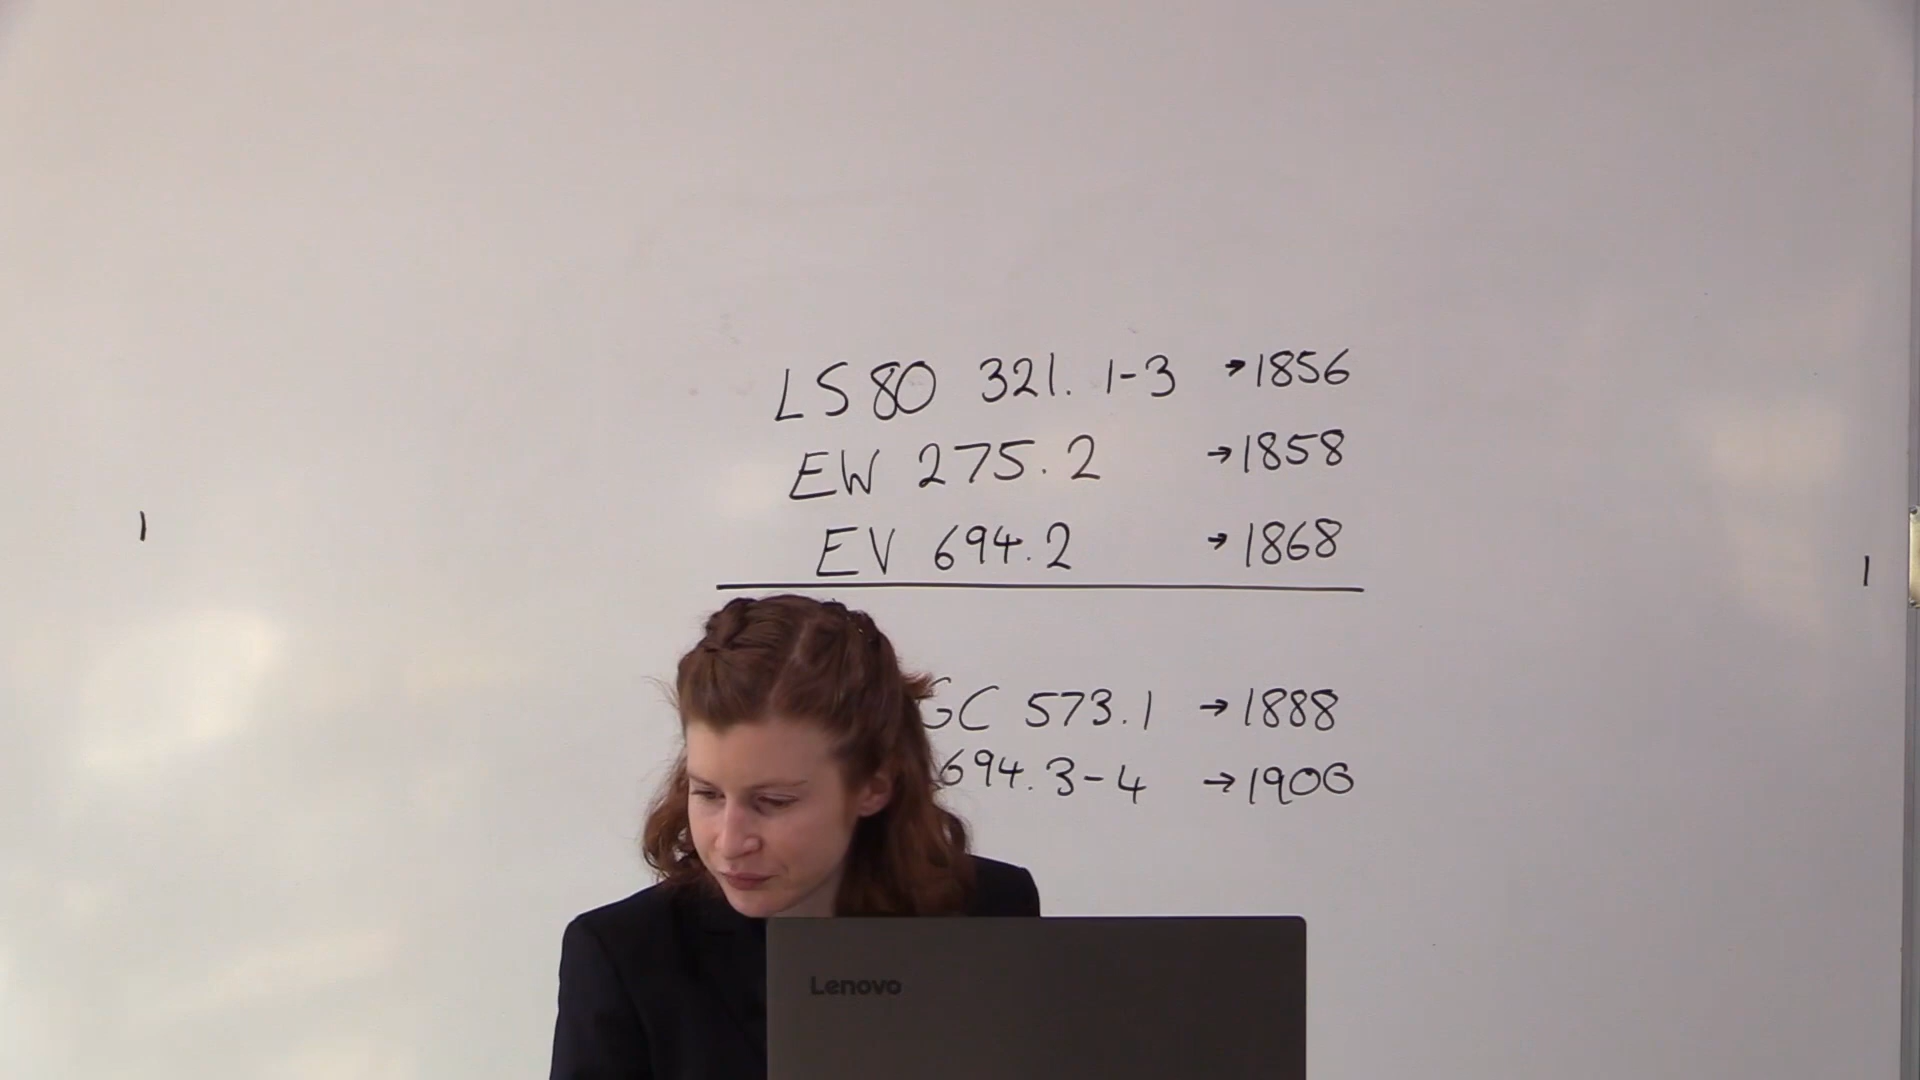 LS80 321. 1-3 →1856
EW 275.2 →1858
EV 694.2 →1868
GC 573.1 →1888
694.3-4 →1906
Lenovo